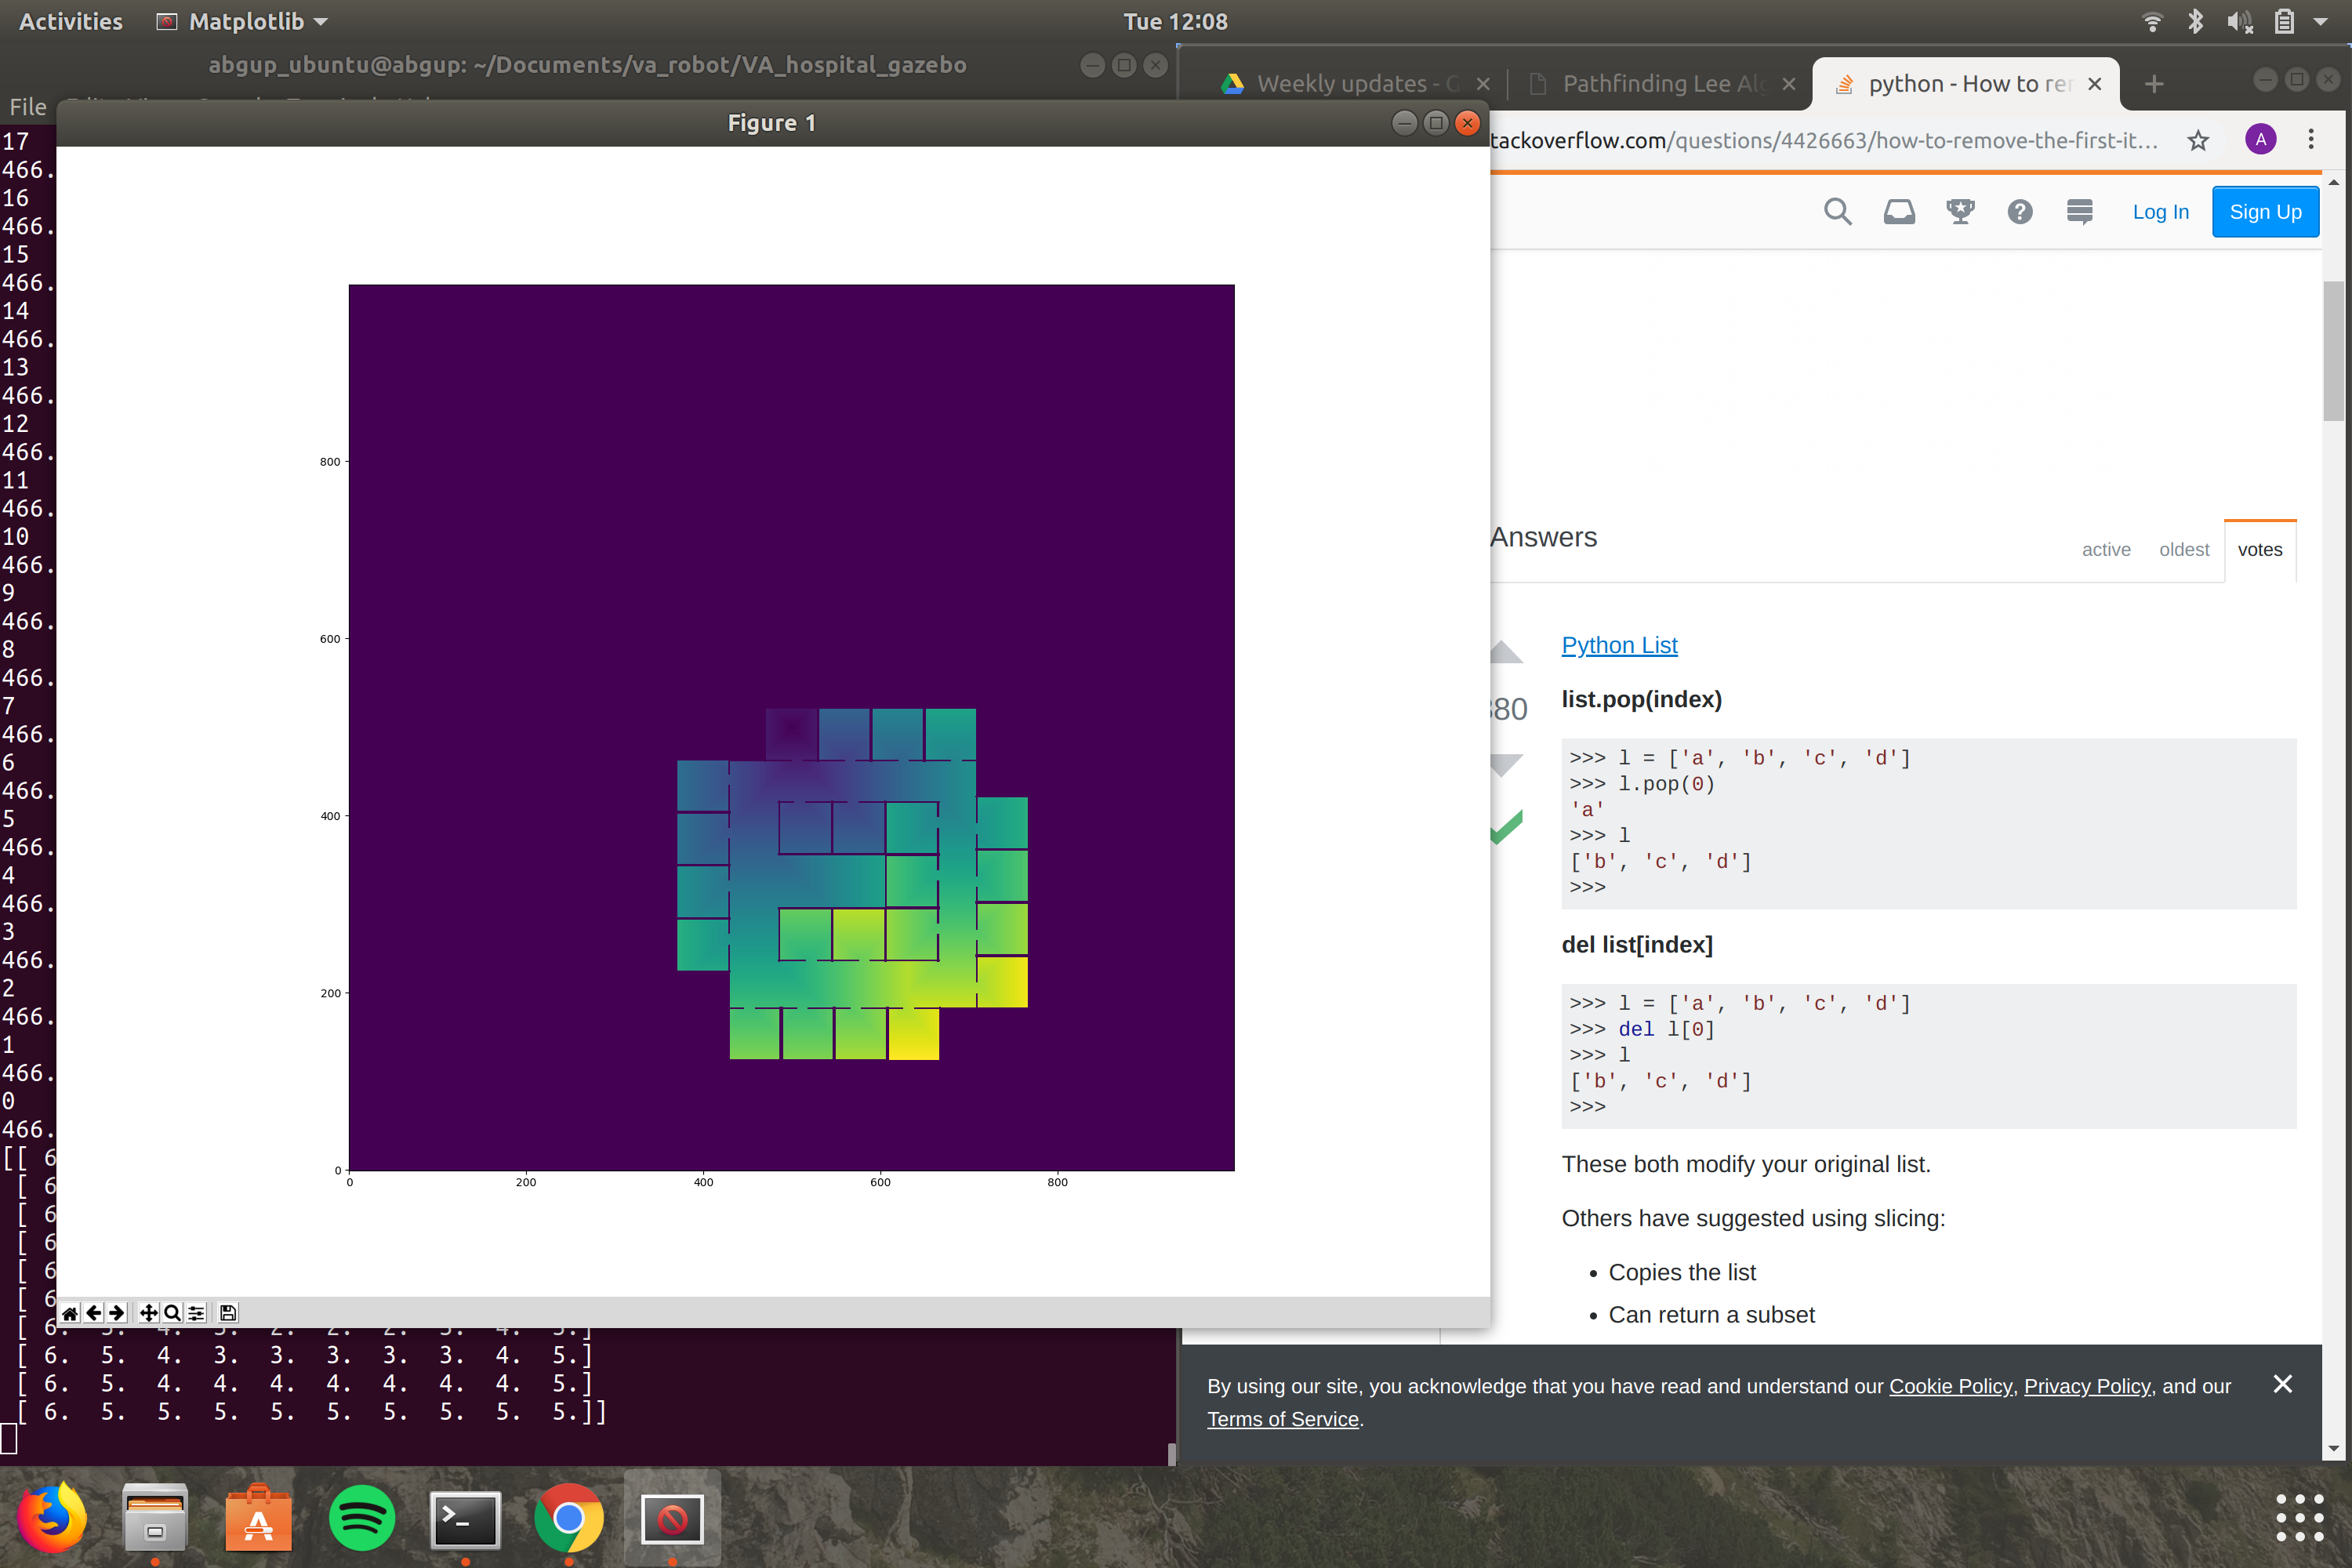 Activities
Matplotlib
Tue 12:08
abgup_ubuntu@abgup: ~/Documents/va_robot/VA_hospital_gazebo
File
Figure 1
17
466.
16
466.
15
466.
14
466.
13
466.
12
466.
11
466.
10
466.
9
466.
8
466.
7
466.
6
466.
5
466.
4
466.
3
466.
2
466.
1
466.
0
466.
[[ 6
[ 6
[ 6
[ 6
[ 6
[ 6
[ 6. 5. 4. 3. 2. 2. 2. 3. 4. 5.]
[ 6. 5. 4. 3. 3. 3. 3. 3. 4. 5.]
[ 6. 5. 4. 4. 4. 4. 4. 4. 4. 5.]
[ 6. 5. 5. 5. 5. 5. 5. 5. 5. 5.]]
800
600
400
200
0
0 200 400 600 800
Weekly updates - G
Pathfinding Lee Alg
python - How to rem
tackoverflow.com/questions/4426663/how-to-remove-the-first-it…
A
Log In
Sign Up
Answers
active oldest votes
380
Python List
list.pop(index)
>>> l = ['a', 'b', 'c', 'd']
>>> l.pop(0)
'a'
>>> l
['b', 'c', 'd']
>>>
del list[index]
>>> l = ['a', 'b', 'c', 'd']
>>> del l[0]
>>> l
['b', 'c', 'd']
>>>
These both modify your original list.
Others have suggested using slicing:
• Copies the list
• Can return a subset
By using our site, you acknowledge that you have read and understand our Cookie Policy, Privacy Policy, and our
Terms of Service.